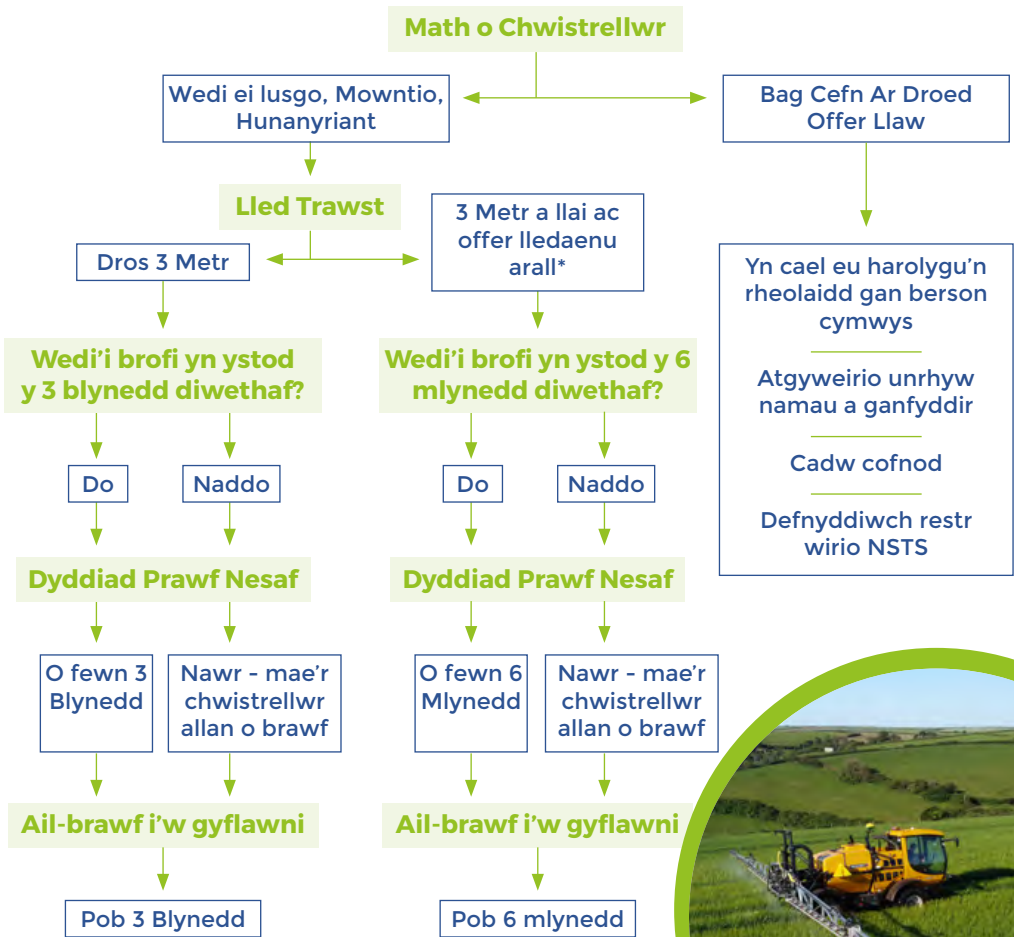 Math o Chwistrellwr
Wedi ei lusgo, Mowntio,
Hunanyriant
Bag Cefn Ar Droed
Offer Llaw
Lled Trawst
Dros 3 Metr
3 Metr a llai ac
offer lledaenu
arall*
Yn cael eu harolygu'n
rheolaidd gan berson
cymwys
Atgyweirio unrhyw
namau a ganfyddir
Cadw cofnod
Defnyddiwch restr
wirio NSTS
Wedi'i brofi yn ystod
y 3 blynedd diwethaf?
Wedi'i brofi yn ystod y 6
mlynedd diwethaf?
Do
Naddo
Do
Naddo
Dyddiad Prawf Nesaf
Dyddiad Prawf Nesaf
O fewn 3
Blynedd
Nawr - mae'r
chwistrellwr
allan o brawf
O fewn 6
Mlynedd
Nawr - mae'r
chwistrellwr
allan o brawf
Ail-brawf i'w gyflawni
Ail-brawf i'w gyflawni
Pob 3 Blynedd
Pob 6 mlynedd